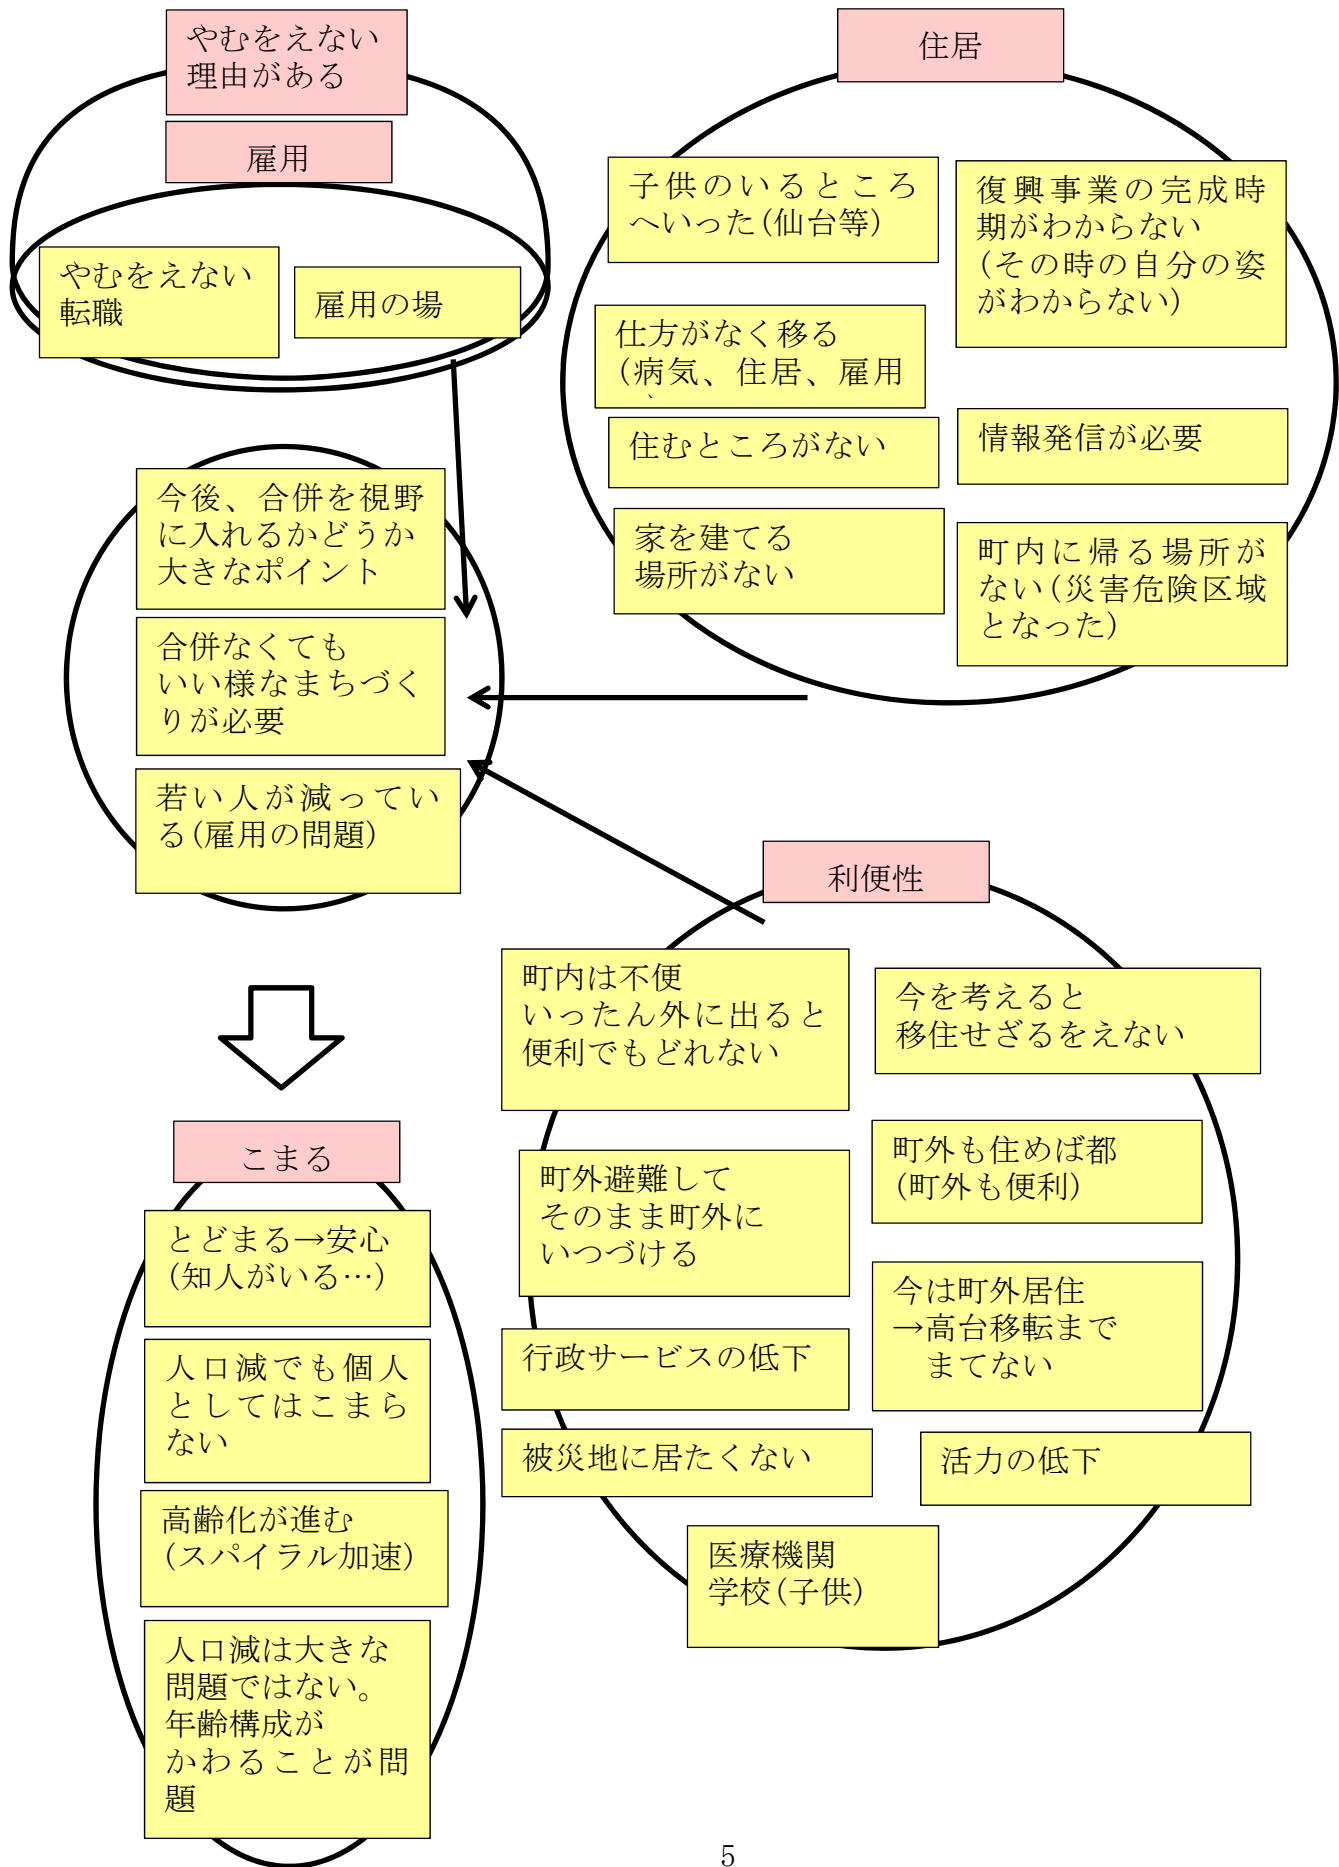 やむをえない
理由がある
雇用
やむをえない
転職
雇用の場
住居
子供のいるところ
へいった(仙台等)
復興事業の完成時
期がわからない
(その時の自分の姿
がわからない)
仕方がなく移る
(病気、住居、雇用
住むところがない
情報発信が必要
家を建てる
場所がない
町内に帰る場所が
ない(災害危険区域
となった)
今後、合併を視野
に入れるかどうか
大きなポイント
合併なくても
いい様なまちづく
りが必要
若い人が減ってい
る(雇用の問題)
利便性
町内は不便
いったん外に出ると
便利でもどれない
今を考えると
移住せざるをえない
町外避難して
そのまま町外に
いつづける
町外も住めば都
(町外も便利)
今は町外居住
→高台移転まで
まてない
行政サービスの低下
被災地に居たくない
活力の低下
医療機関
学校(子供)
こまる
とどまる→安心
(知人がいる…)
人口減でも個人
としてはこまら
ない
高齢化が進む
(スパイラル加速)
人口減は大きな
問題ではない。
年齢構成が
かわることが問
題
5